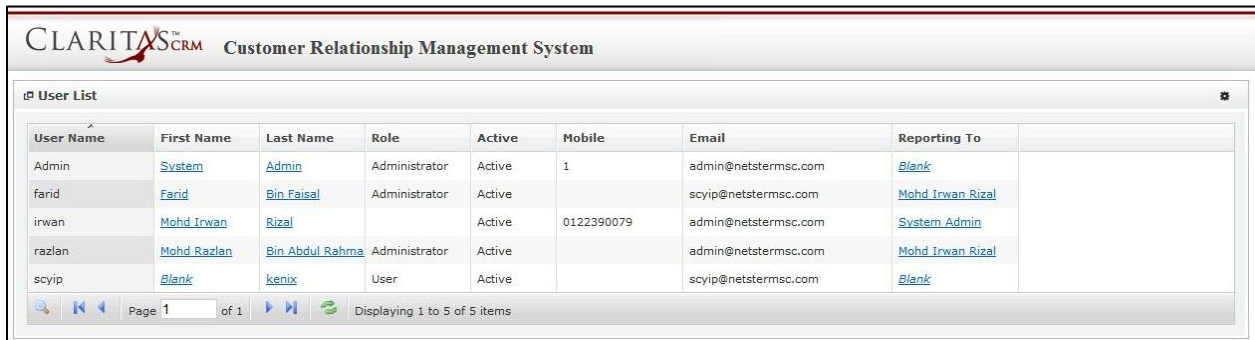 CLARITAS™CRM Customer Relationship Management System
User List
User Name First Name Last Name Role Active Mobile Email Reporting To
Admin System Admin Administrator Active 1 admin@netstermsc.com Blank
farid Farid Bin Faisal Administrator Active scyip@netstermsc.com Mohd Irwan Rizal
irwan Mohd Irwan Rizal Active 0122390079 admin@netstermsc.com System Admin
razlan Mohd Razlan Bin Abdul Rahma Administrator Active admin@netstermsc.com Mohd Irwan Rizal
scyip Blank kenix User Active scyip@netstermsc.com Blank
Page 1 of 1 Displaying 1 to 5 of 5 items